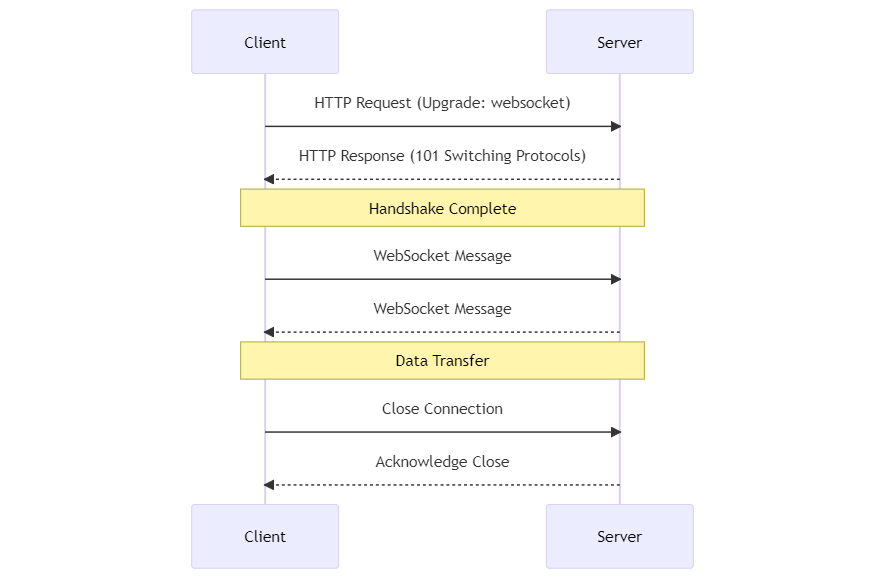 Client
Server
HTTP Request (Upgrade: websocket)
HTTP Response (101 Switching Protocols)
Handshake Complete
WebSocket Message
WebSocket Message
Data Transfer
Close Connection
Acknowledge Close
Client
Server